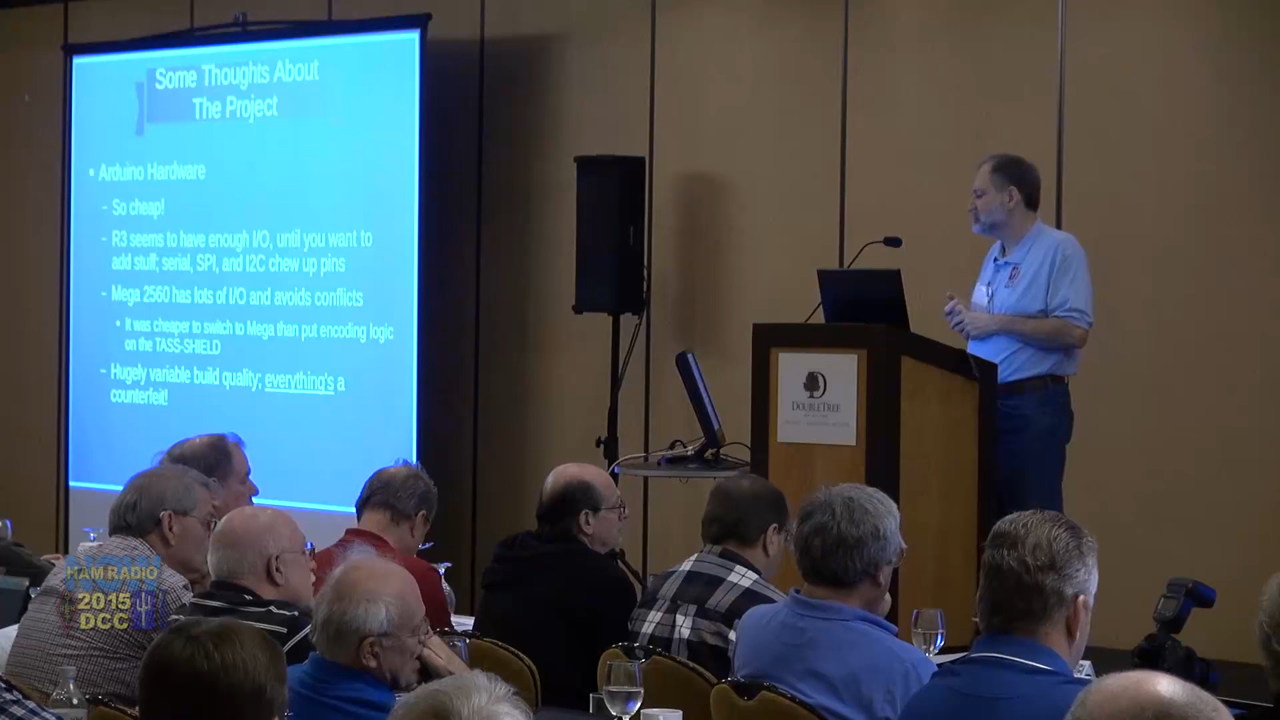 Some Thoughts About
The Project
• Arduino Hardware
– So cheap!
– R3 seems to have enough I/O, until you want to
add stuff; serial, SPI, and I2C chew up pins
– Mega 2560 has lots of I/O and avoids conflicts
• It was cheaper to switch to Mega than put encoding logic
on the TASS-SHIELD
– Hugely variable build quality; everything's a
counterfeit!
D
DOUBLETREE
HAM RADIO
2015
DCC